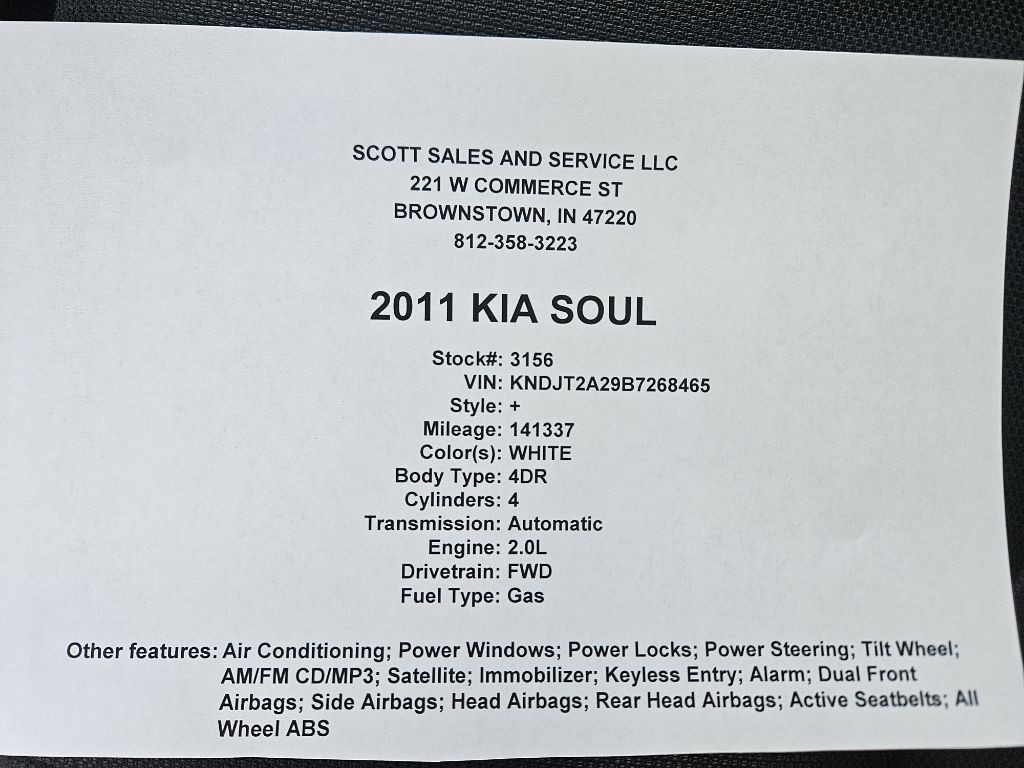 SCOTT SALES AND SERVICE LLC
221 W COMMERCE ST
BROWNSTOWN, IN 47220
812-358-3223
2011 KIA SOUL
Stock#: 3156
VIN: KNDJT2A29B7268465
Style: +
Mileage: 141337
Color(s): WHITE
Body Type: 4DR
Cylinders: 4
Transmission: Automatic
Engine: 2.0L
Drivetrain: FWD
Fuel Type: Gas
Other features: Air Conditioning; Power Windows; Power Locks; Power Steering; Tilt Wheel;
AM/FM CD/MP3; Satellite; Immobilizer; Keyless Entry; Alarm; Dual Front
Airbags; Side Airbags; Head Airbags; Rear Head Airbags; Active Seatbelts; All
Wheel ABS